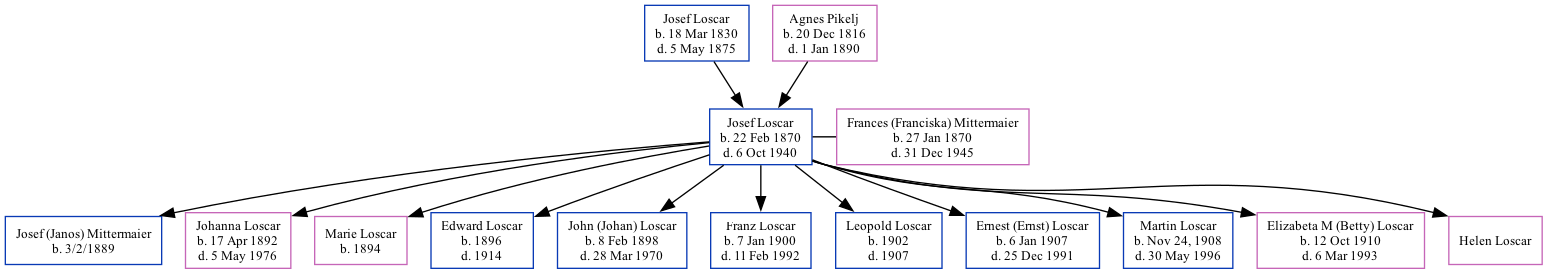 Josef Loscar
b. 18 Mar 1830
d. 5 May 1875
Agnes Pikelj
b. 20 Dec 1816
d. 1 Jan 1890
Josef Loscar
b. 22 Feb 1870
d. 6 Oct 1940
Frances (Franciska) Mittermaier
b. 27 Jan 1870
d. 31 Dec 1945
Josef (Janos) Mittermaier
b. 3/2/1889
Johanna Loscar
b. 17 Apr 1892
d. 5 May 1976
Marie Loscar
b. 1894
Edward Loscar
b. 1896
d. 1914
John (Johan) Loscar
b. 8 Feb 1898
d. 28 Mar 1970
Franz Loscar
b. 7 Jan 1900
d. 11 Feb 1992
Leopold Loscar
b. 1902
d. 1907
Ernest (Ernst) Loscar
b. 6 Jan 1907
d. 25 Dec 1991
Martin Loscar
b. Nov 24, 1908
d. 30 May 1996
Elizabeta M (Betty) Loscar
b. 12 Oct 1910
d. 6 Mar 1993
Helen Loscar